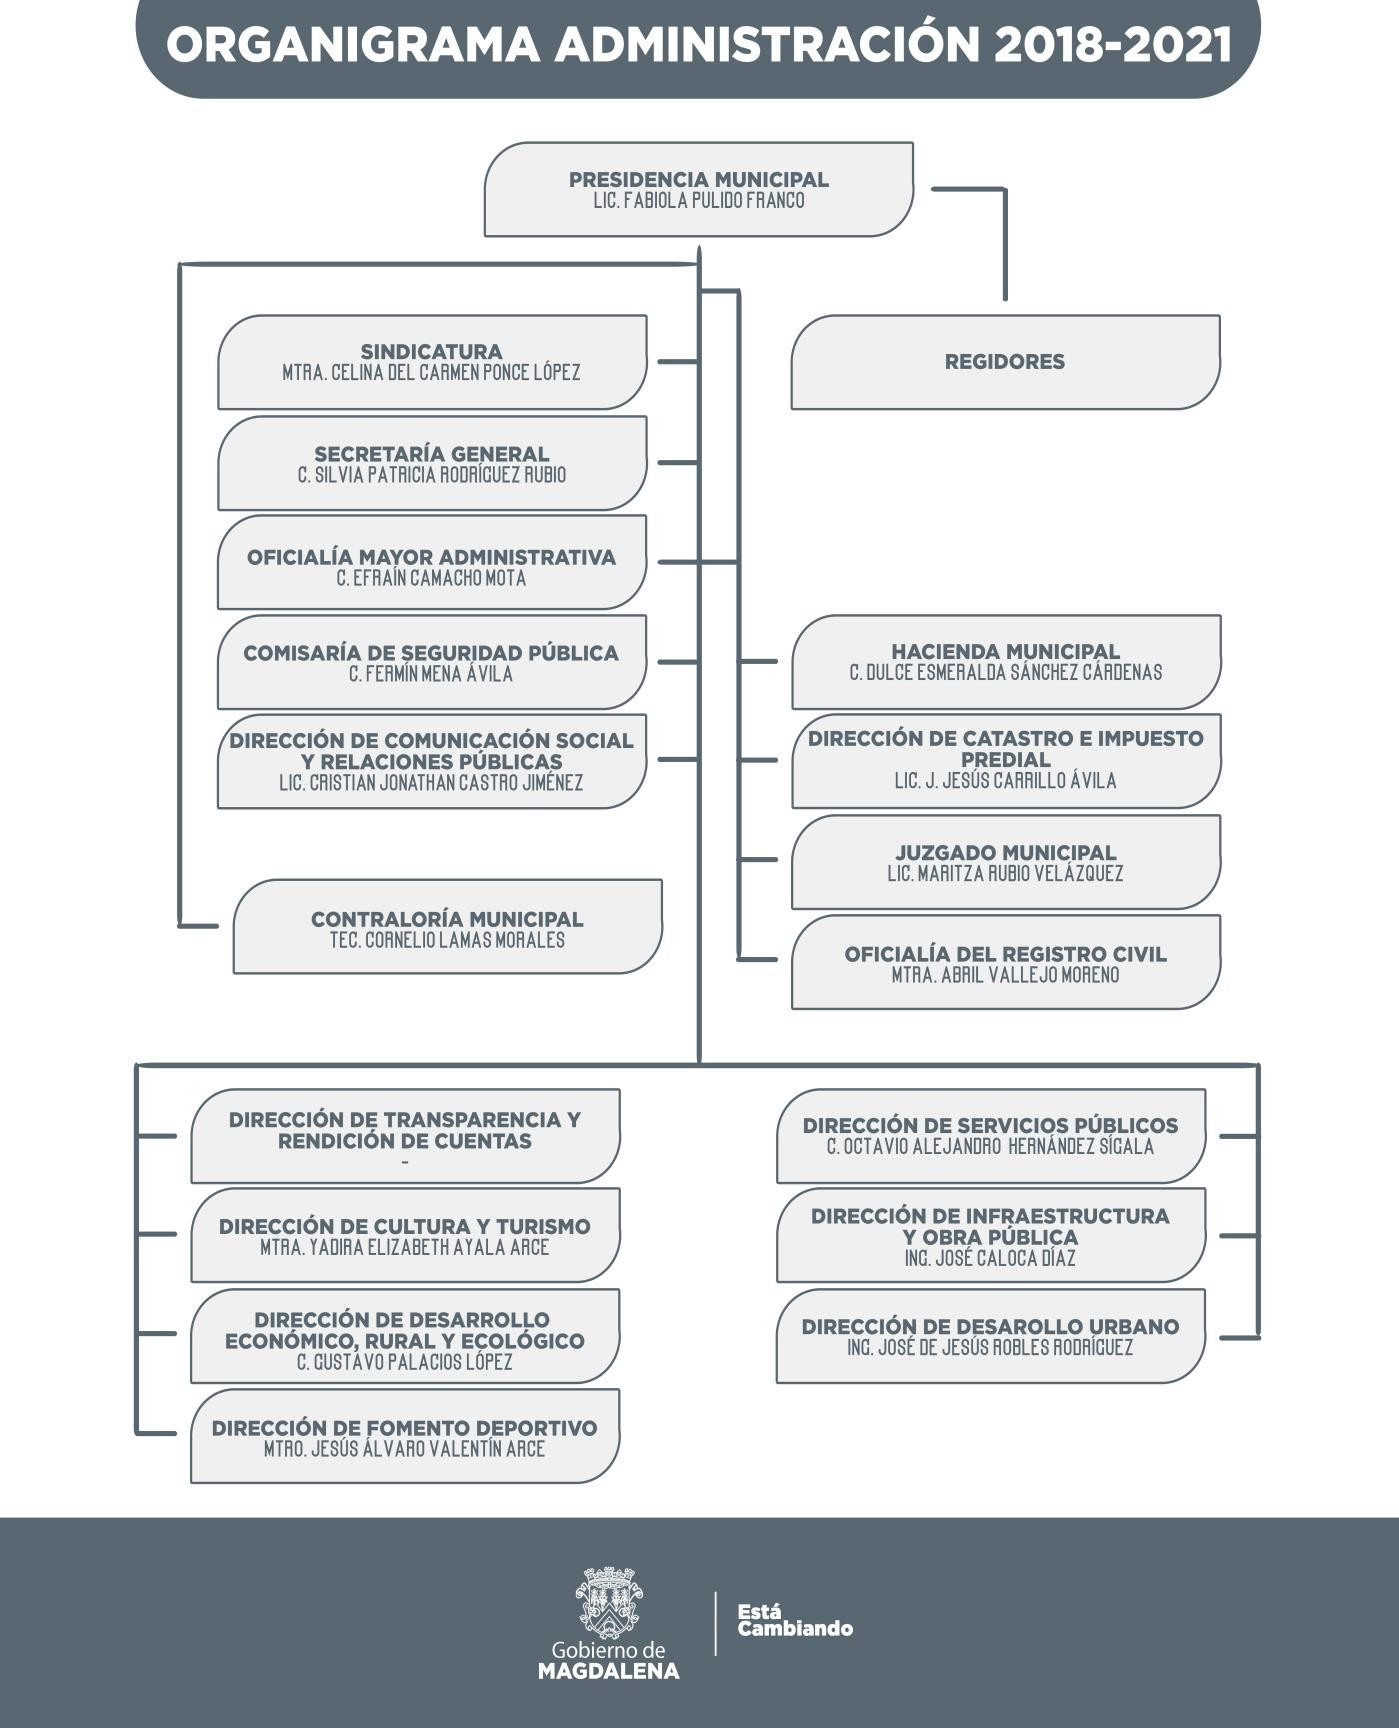 ORGANIGRAMA ADMINISTRACIÓN 2018-2021
PRESIDENCIA MUNICIPAL
LIC. FABIOLA PULIDO FRANCO
REGIDORES
SINDICATURA
MTRA. CELINA DEL CARMEN PONCE LÓPEZ
SECRETARÍA GENERAL
C. SILVIA PATRICIA RODRÍGUEZ RUBIO
OFICIALÍA MAYOR ADMINISTRATIVA
C. EFRAÍN CAMACHO MOTA
COMISARÍA DE SEGURIDAD PÚBLICA
C. FERMÍN MENA ÁVILA
DIRECCIÓN DE COMUNICACIÓN SOCIAL
Y RELACIONES PÚBLICAS
LIC. CRISTIAN JONATHAN CASTRO JIMÉNEZ
CONTRALORÍA MUNICIPAL
TEC. CORNELIO LAMAS MORALES
HACIENDA MUNICIPAL
C. DULCE ESMERALDA SÁNCHEZ CÁRDENAS
DIRECCIÓN DE CATASTRO E IMPUESTO
PREDIAL
LIC. J. JESÚS CARRILLO ÁVILA
JUZGADO MUNICIPAL
LIC. MARITZA RUBIO VELÁZQUEZ
OFICIALÍA DEL REGISTRO CIVIL
MTRA. ABRIL VALLEJO MORENO
DIRECCIÓN DE TRANSPARENCIA Y
RENDICIÓN DE CUENTAS
-
DIRECCIÓN DE CULTURA Y TURISMO
MTRA. YADIRA ELIZABETH AYALA ARCE
DIRECCIÓN DE DESARROLLO
ECONÓMICO, RURAL Y ECOLÓGICO
C. GUSTAVO PALACIOS LÓPEZ
DIRECCIÓN DE FOMENTO DEPORTIVO
MTRO. JESÚS ÁLVARO VALENTÍN ARCE
DIRECCIÓN DE SERVICIOS PÚBLICOS
C. OCTAVIO ALEJANDRO HERNÁNDEZ SÍGALA
DIRECCIÓN DE INFRAESTRUCTURA
Y OBRA PÚBLICA
ING. JOSÉ CALOCA DÍAZ
DIRECCIÓN DE DESAROLLO URBANO
ING. JOSÉ DE JESÚS ROBLES RODRÍGUEZ
Gobierno de
MAGDALENA
Está
Cambiando